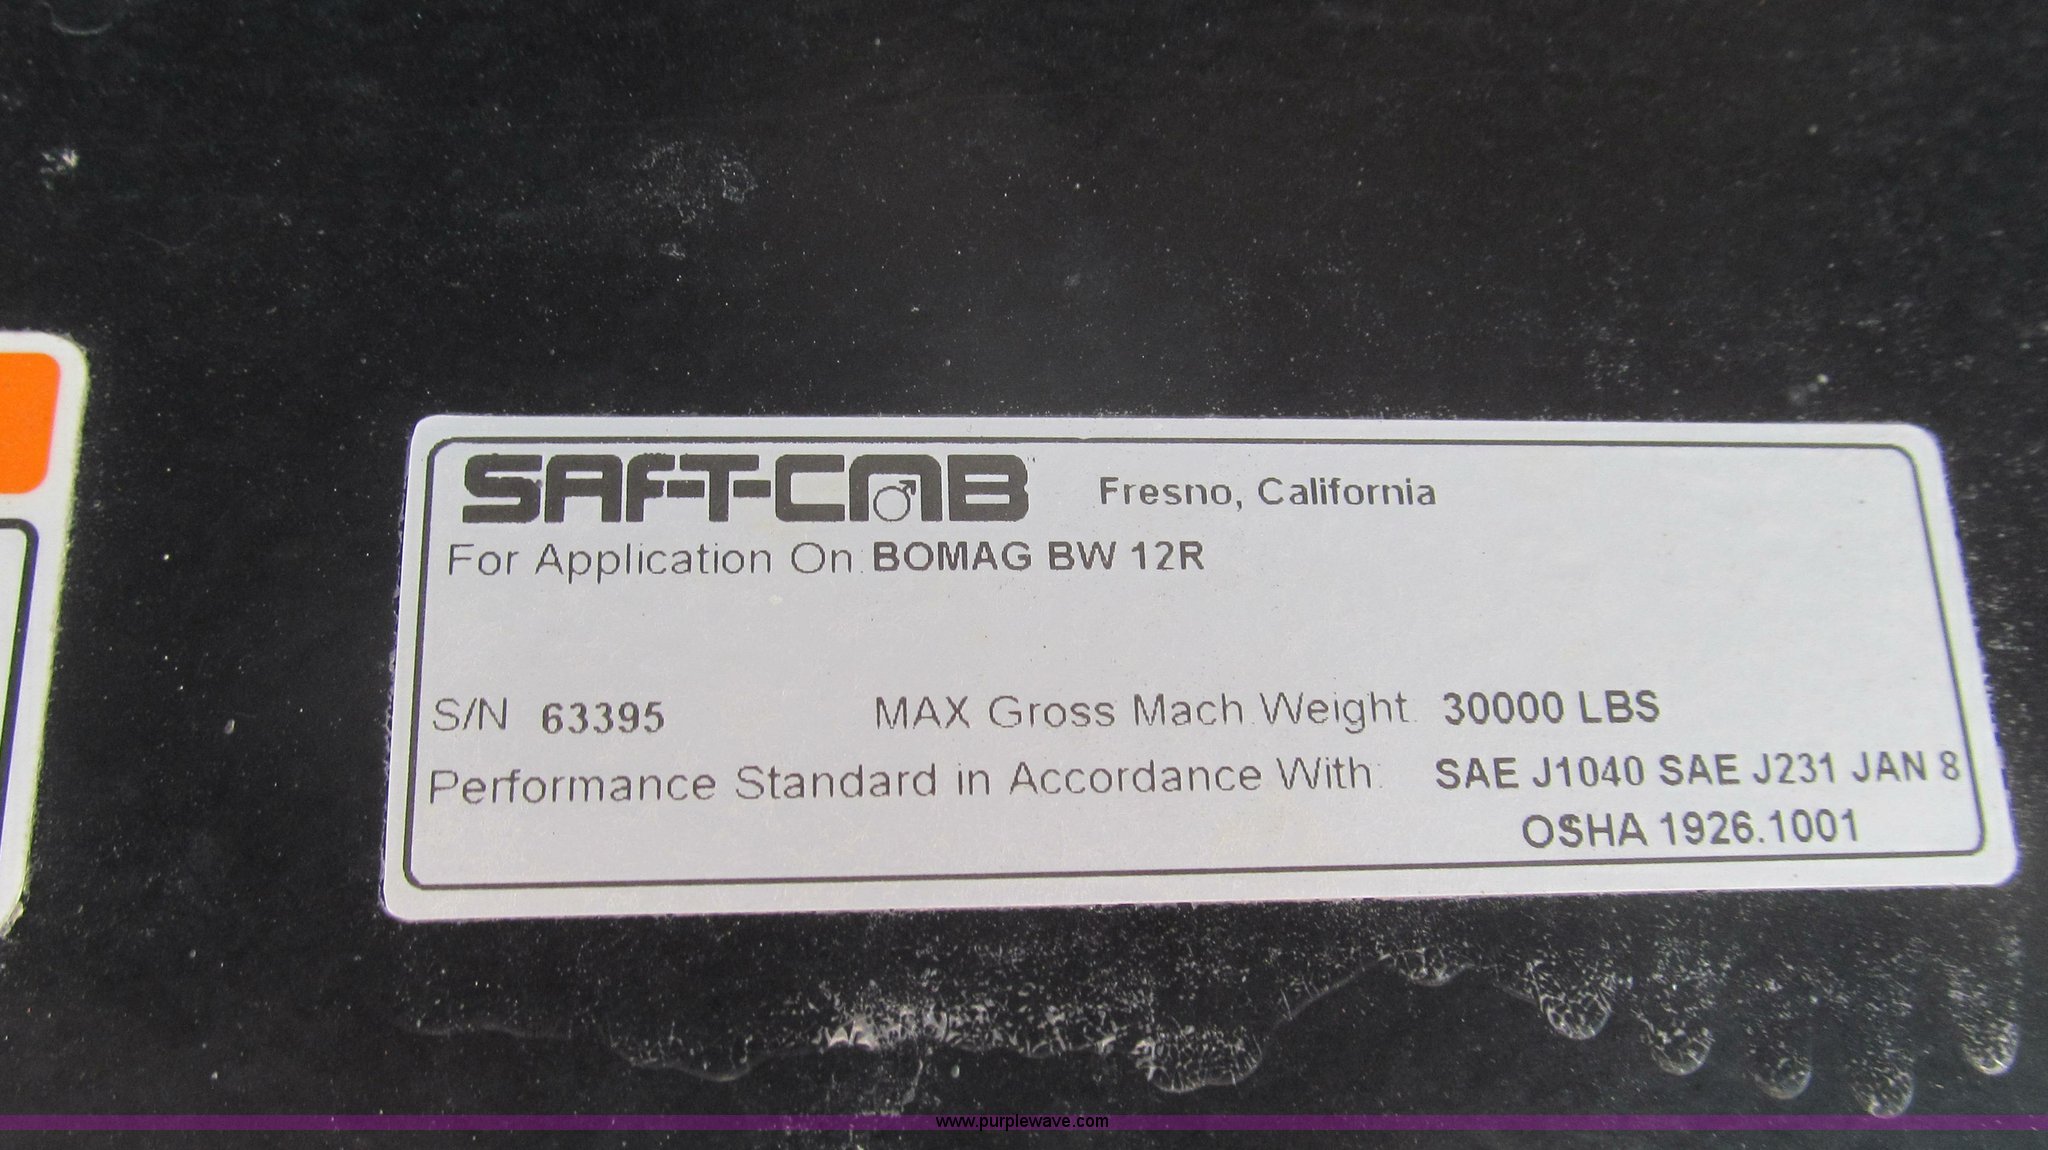 SAF-T-CAB Fresno, California
For Application On: BOMAG BW 12R
S/N 63395 MAX Gross Mach. Weight: 30000 LBS
Performance Standard in Accordance With: SAE J1040 SAE J231 JAN 8
OSHA 1926.1001
www.purplewave.com